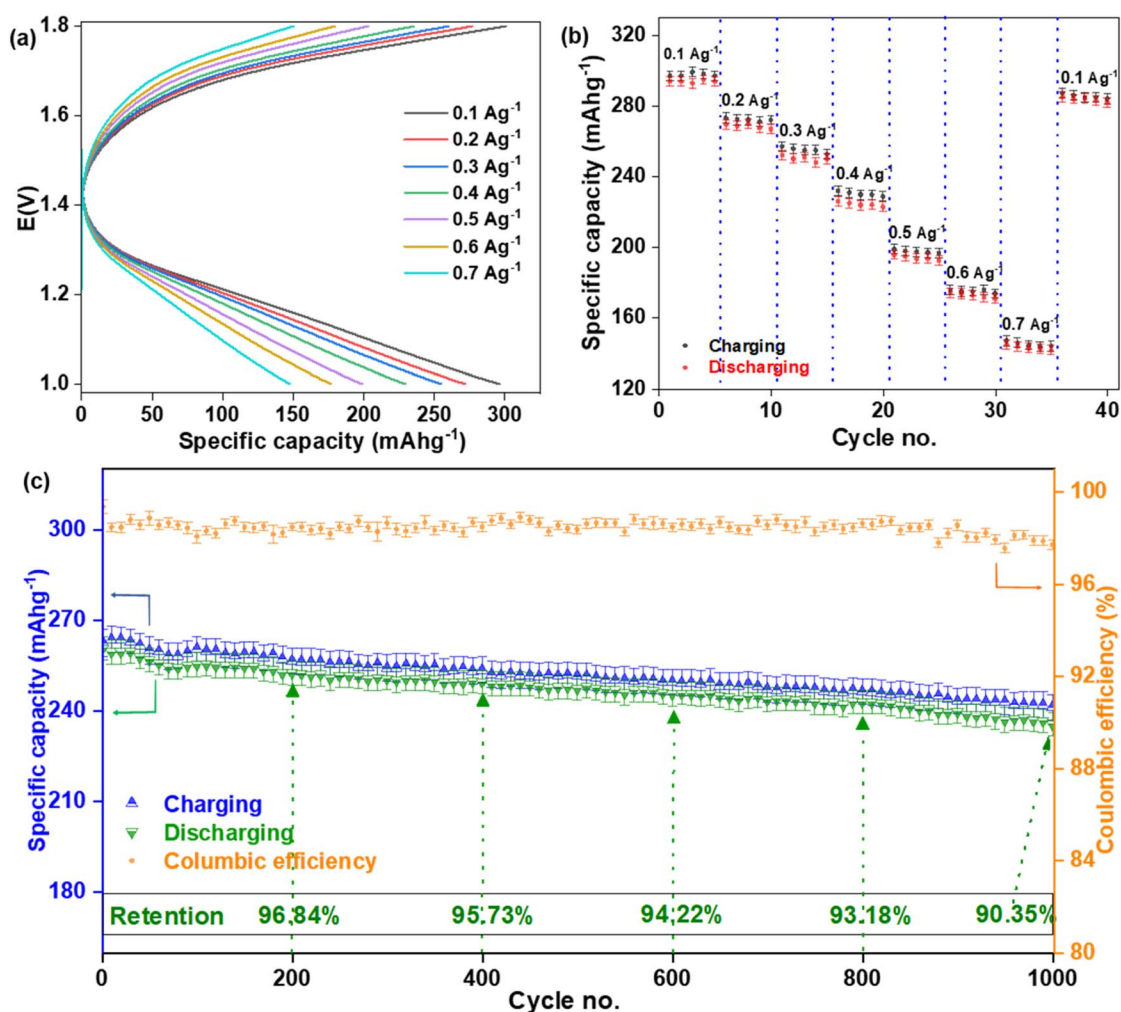 (a)
1.8
1.6
1.4
1.2
1.0
E(V)
0.1 Ag⁻¹
0.2 Ag⁻¹
0.3 Ag⁻¹
0.4 Ag⁻¹
0.5 Ag⁻¹
0.6 Ag⁻¹
0.7 Ag⁻¹
0 50 100 150 200 250 300
Specific capacity (mAhg⁻¹)
(b)
320
280
240
200
160
120
Specific capacity (mAhg⁻¹)
0.1 Ag⁻¹
0.2 Ag⁻¹
0.3 Ag⁻¹
0.4 Ag⁻¹
0.5 Ag⁻¹
0.6 Ag⁻¹
0.7 Ag⁻¹
0.1 Ag⁻¹
Charging
Discharging
0 10 20 30 40
Cycle no.
(c)
300
270
240
210
180
Specific capacity (mAhg⁻¹)
100
96
92
88
84
80
Coulombic efficiency (%)
Charging
Discharging
Columbic efficiency
Retention 96.84% 95.73% 94.22% 93.18% 90.35%
0 200 400 600 800 1000
Cycle no.